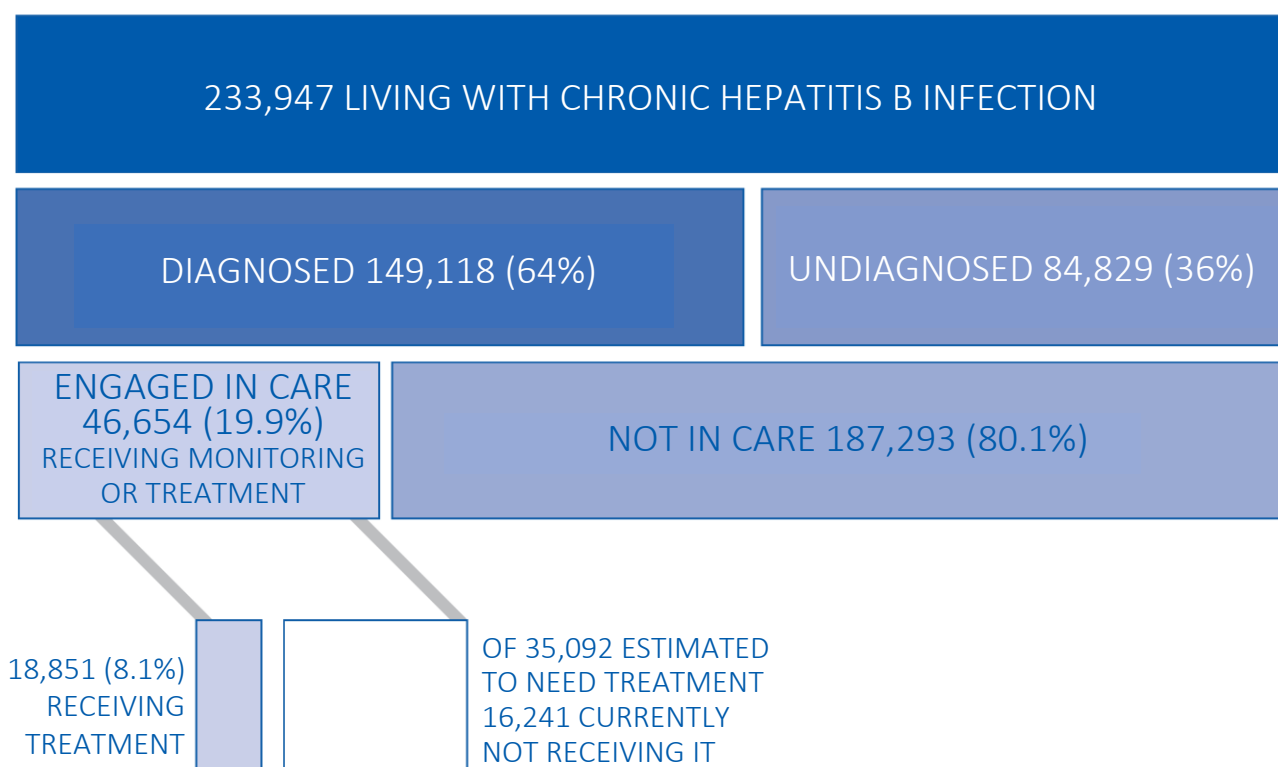 233,947 LIVING WITH CHRONIC HEPATITIS B INFECTION
DIAGNOSED 149,118 (64%)
UNDIAGNOSED 84,829 (36%)
ENGAGED IN CARE
46,654 (19.9%)
RECEIVING MONITORING
OR TREATMENT
NOT IN CARE 187,293 (80.1%)
18,851 (8.1%)
RECEIVING
TREATMENT
OF 35,092 ESTIMATED
TO NEED TREATMENT
16,241 CURRENTLY
NOT RECEIVING IT